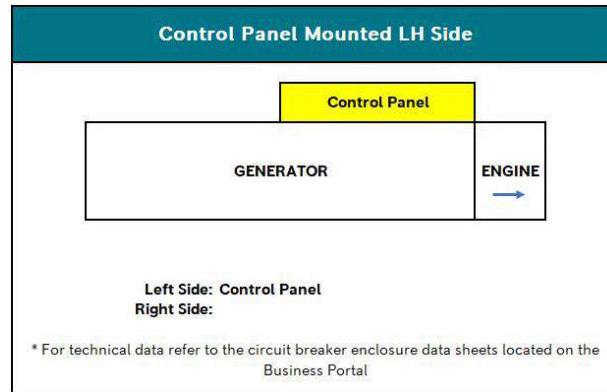 Control Panel Mounted LH Side
Control Panel
GENERATOR
ENGINE
Left Side: Control Panel
Right Side:
* For technical data refer to the circuit breaker enclosure data sheets located on the
Business Portal